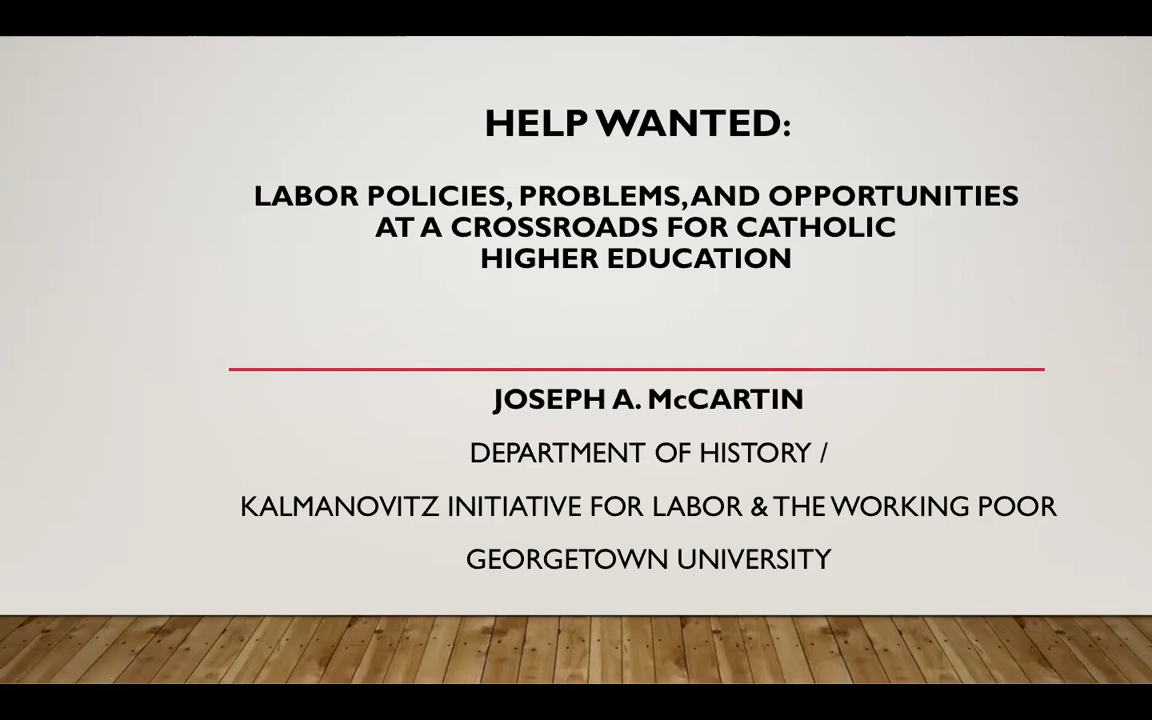 HELP WANTED:
LABOR POLICIES, PROBLEMS, AND OPPORTUNITIES
AT A CROSSROADS FOR CATHOLIC
HIGHER EDUCATION
JOSEPH A. McCARTIN
DEPARTMENT OF HISTORY /
KALMANOVITZ INITIATIVE FOR LABOR & THE WORKING POOR
GEORGETOWN UNIVERSITY